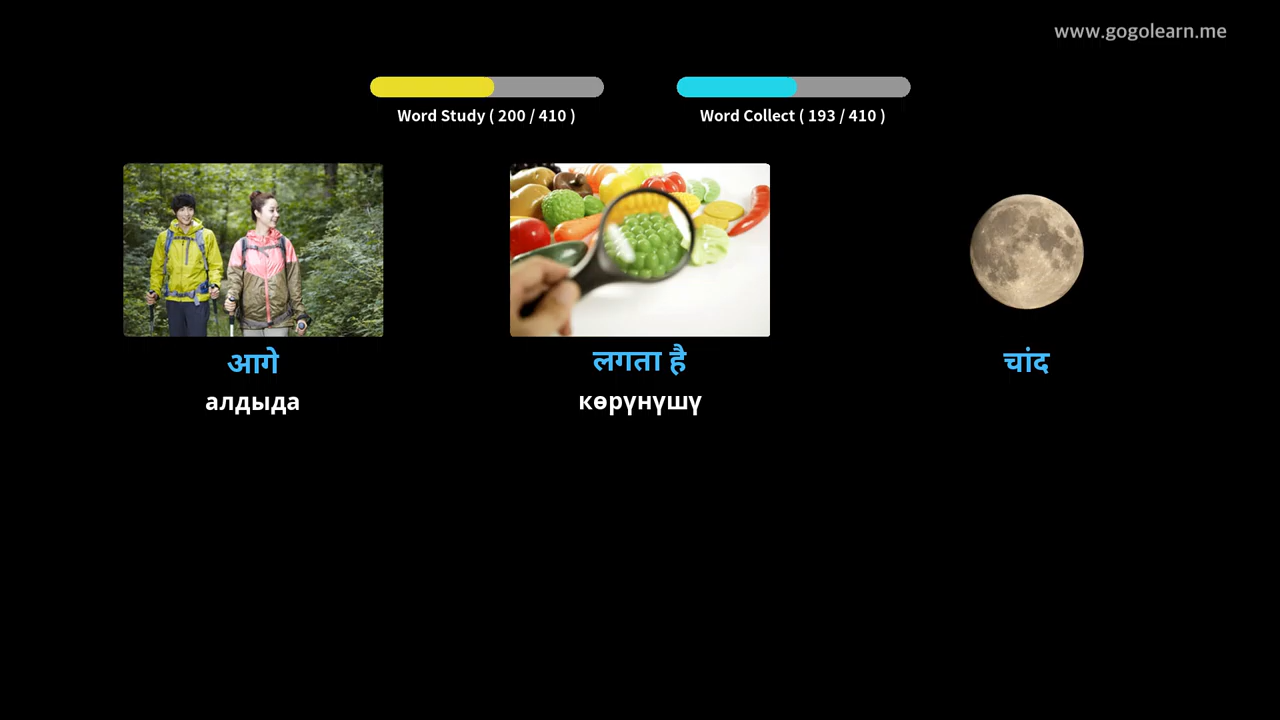 www.gogolearn.me
Word Study ( 200 / 410 )
Word Collect ( 193 / 410 )
आगे
алдыда
लगता है
көрүнүшү
चांद